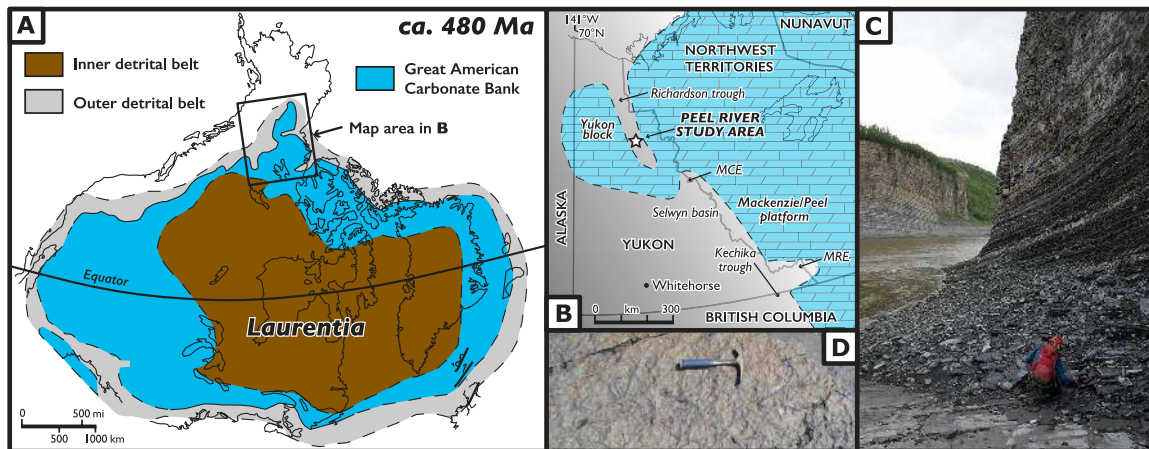 A
ca. 480 Ma
Inner detrital belt
Outer detrital belt
Great American
Carbonate Bank
Map area in B
Equator
Laurentia
0 500 mi
500 1000 km
141°W
70°N
NUNAVUT
NORTHWEST
TERRITORIES
Richardson trough
Yukon
block
PEEL RIVER
STUDY AREA
MCE
Selwyn basin
Mackenzie/Peel
platform
ALASKA
YUKON
Kechika
trough
MRE
Whitehorse
0 km 300
B
BRITISH COLUMBIA
C
D